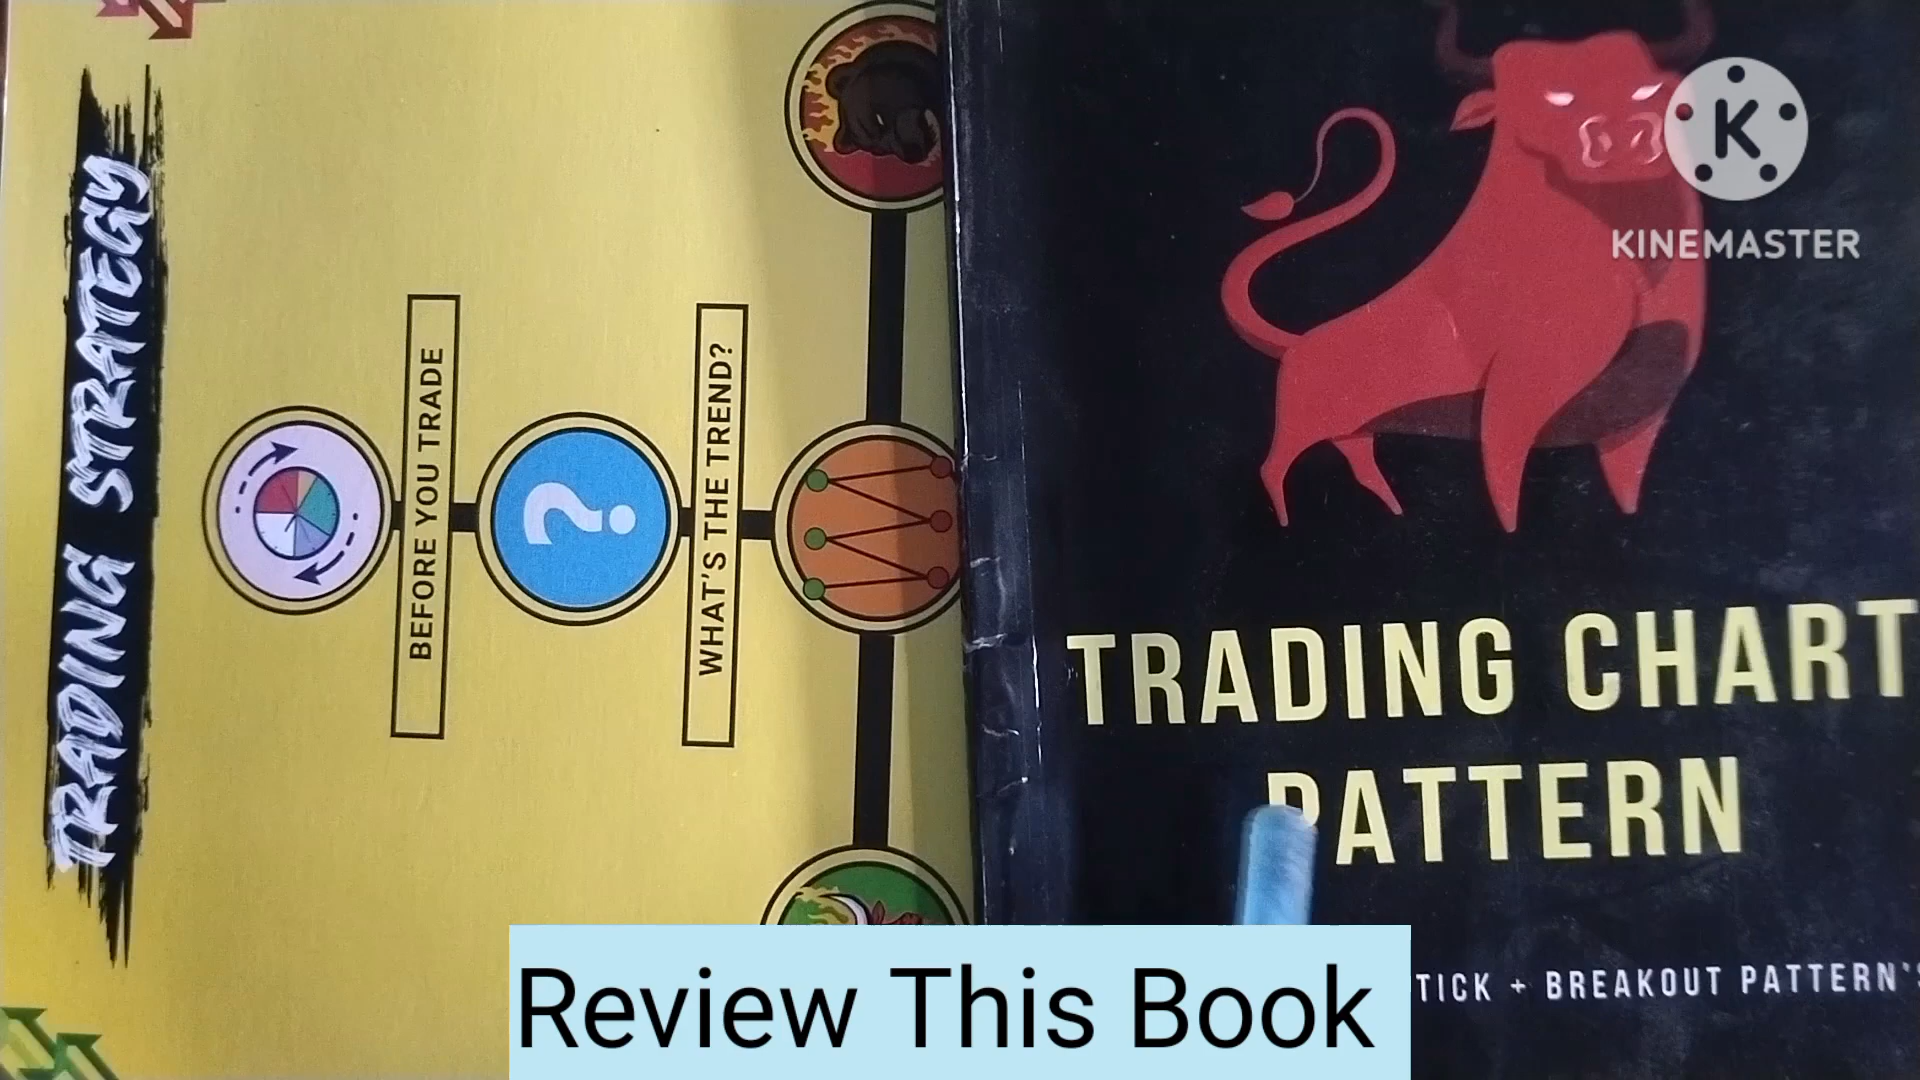 TRADING STRATEGY
BEFORE YOU TRADE
WHAT'S THE TREND?
K
KINEMASTER
TRADING CHART
PATTERN
TICK + BREAKOUT PATTERN'S
Review This Book